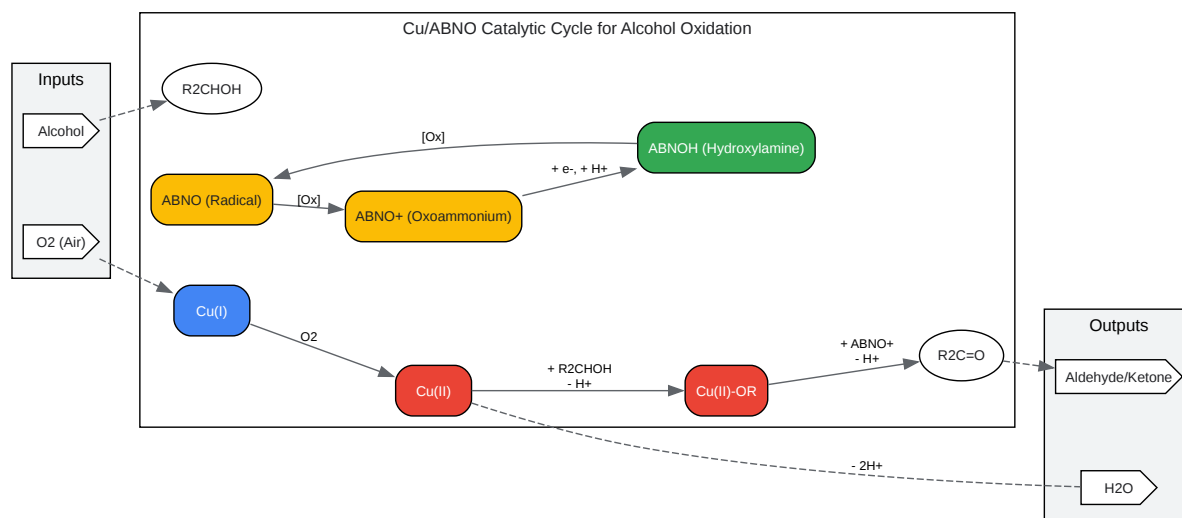 Cu/ABNO Catalytic Cycle for Alcohol Oxidation
Inputs
R2CHOH
Alcohol
[Ox]
ABNOH (Hydroxylamine)
+ e-, + H+
ABNO (Radical)
[Ox]
ABNO+ (Oxoammonium)
O2 (Air)
Cu(I)
O2
Outputs
+ ABNO+
- H+
R2C=O
+ R2CHOH
- H+
Aldehyde/Ketone
Cu(II)
Cu(II)-OR
- 2H+
H2O